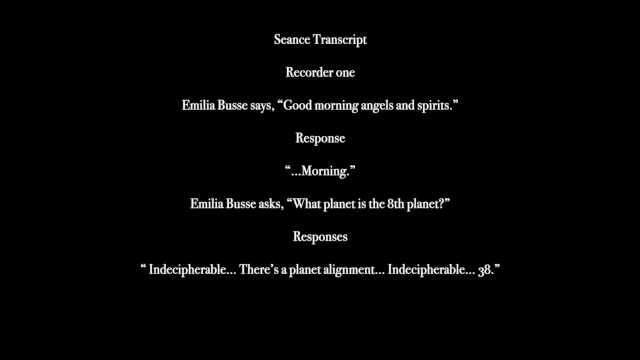 Seance Transcript
Recorder one
Emilia Busse says, “Good morning angels and spirits.”
Response
“...Morning.”
Emilia Busse asks, “What planet is the 8th planet?”
Responses
“ Indecipherable... There’s a planet alignment... Indecipherable... 38.”